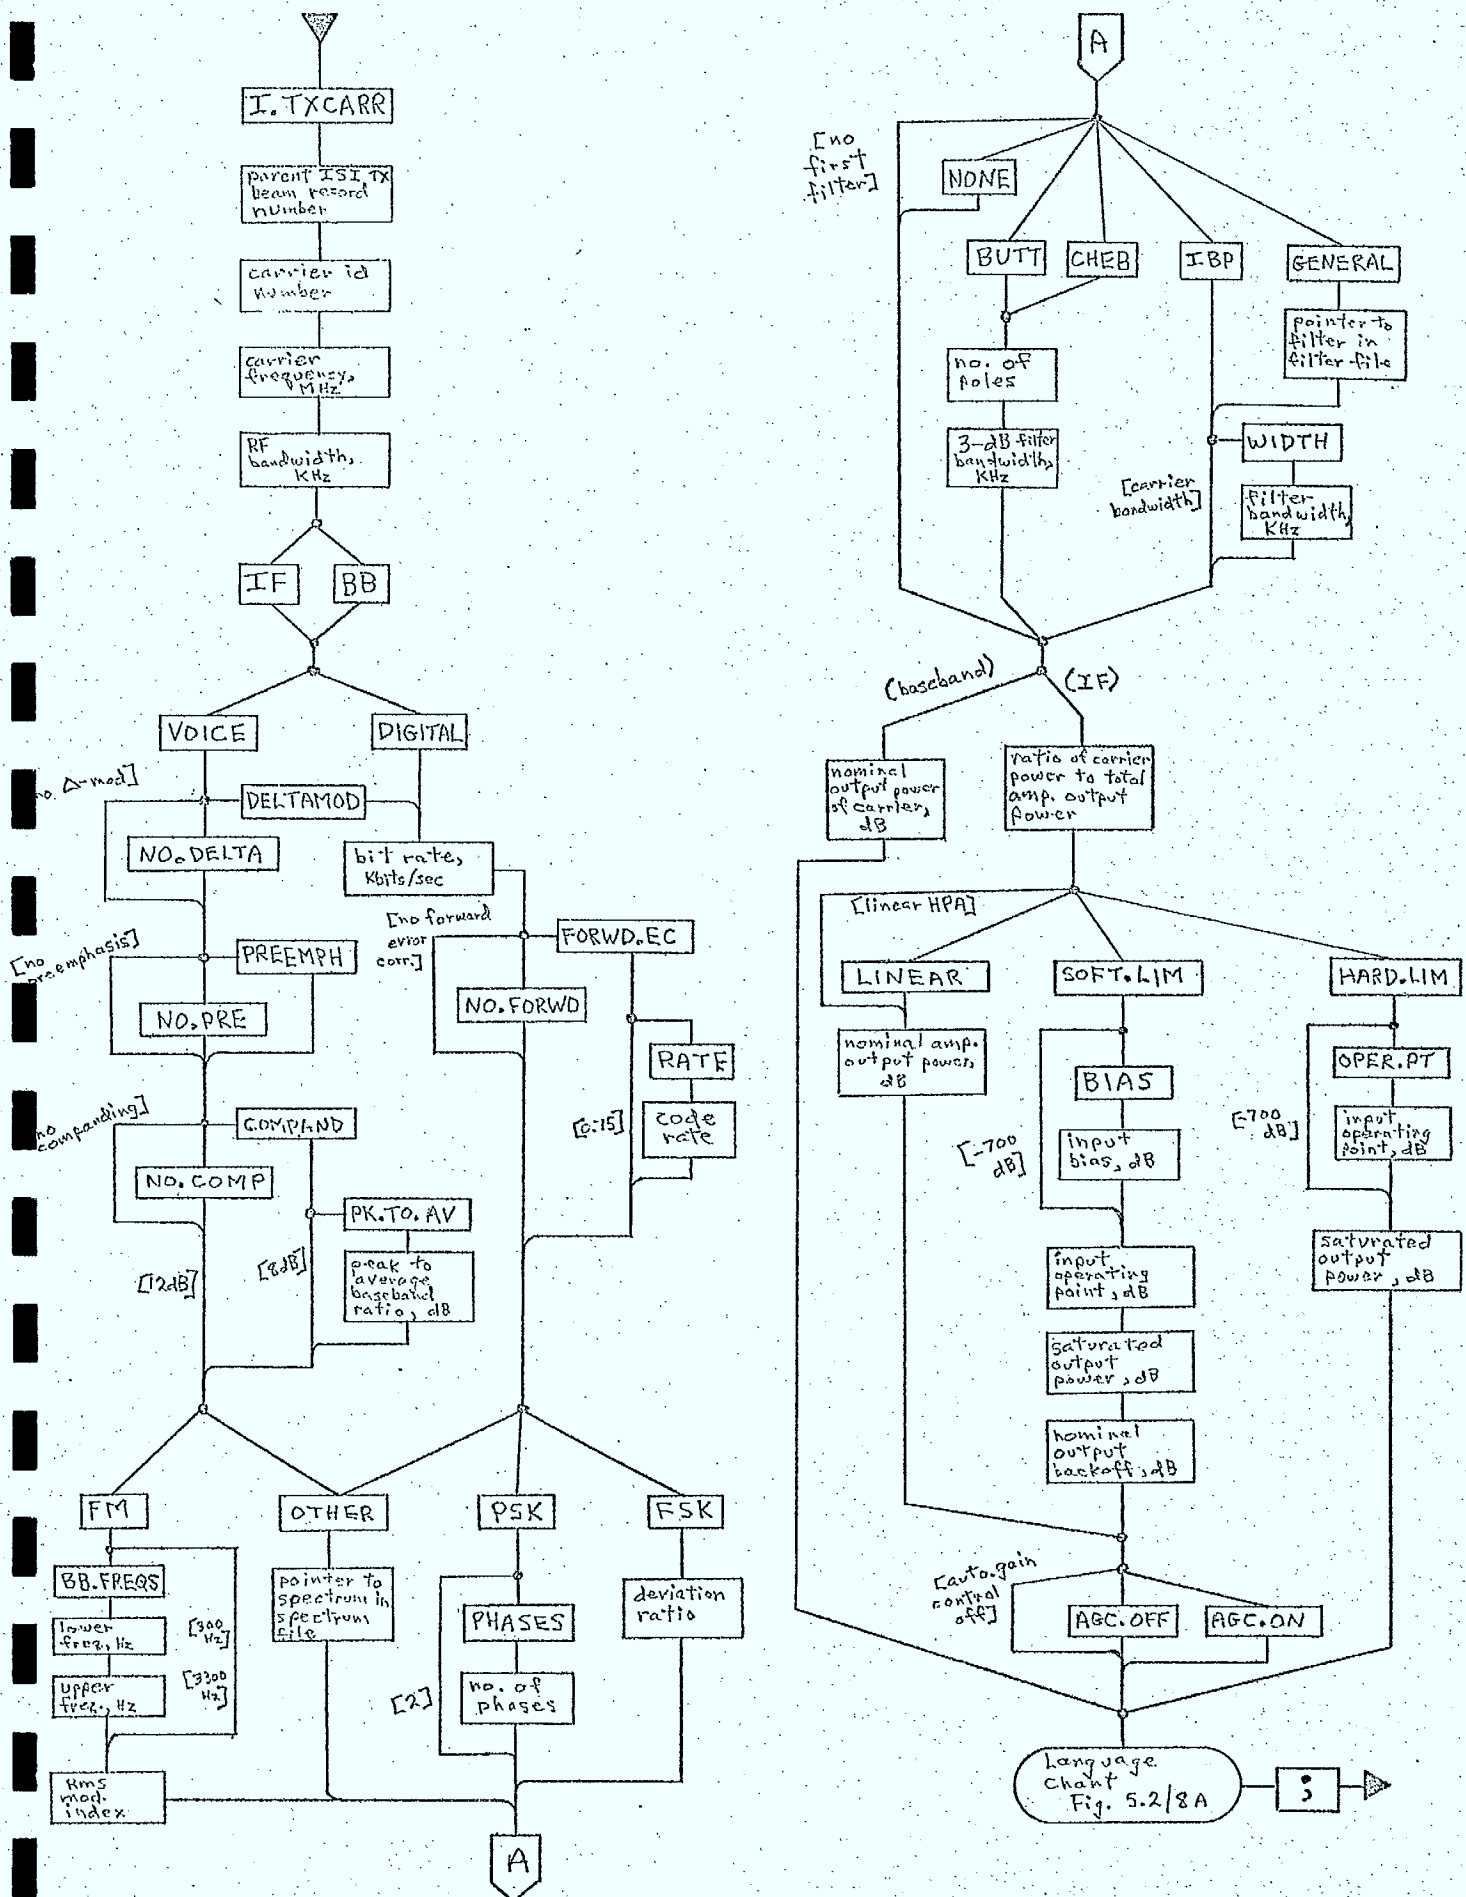 I.TXCARR
parent ISI TX
beam record
number
carrier id
number
carrier
frequency,
MHz
RF
bandwidth,
KHz
IF
BB
VOICE
DIGITAL
no. Δ-mod]
DELTAMOD
NO.DELTA
bit rate,
Kbits/sec
[no forward
error
corr.]
FORWD.EC
[no
preemphasis]
PREEMPH
NO.PRE
NO.FORWD
RATE
code
rate
[0.75]
no
companding]
COMPAND
NO.COMP
PK.TO.AV
[12dB]
[8dB]
peak to
average
baseband
ratio, dB
FM
OTHER
PSK
FSK
BB.FREQS
lower
freq., Hz
[300
Hz]
upper
freq., Hz
[3300
Hz]
Rms
mod.
index
pointer to
spectrum in
spectrum
file
PHASES
[2]
no. of
phases
deviation
ratio
A
A
[no
first
filter]
NONE
BUTT
CHEB
IBP
GENERAL
no. of
poles
3-dB filter
bandwidth,
KHz
pointer to
filter in
filter file
WIDTH
[carrier
bandwidth]
filter
bandwidth,
KHz
(baseband)
(IF)
nominal
output power
of carrier,
dB
ratio of carrier
power to total
amp. output
power
[linear HPA]
LINEAR
SOFT.LIM
HARD.LIM
nominal amp.
output power,
dB
BIAS
[-700
dB]
input
bias, dB
OPER.PT
[-700
dB]
input
operating
point, dB
input
operating
point, dB
saturated
output
power, dB
saturated
output
power, dB
nominal
output
backoff, dB
[auto.gain
control
off]
AGC.OFF
AGC.ON
Language
Chart
Fig. 5.2/8A
;